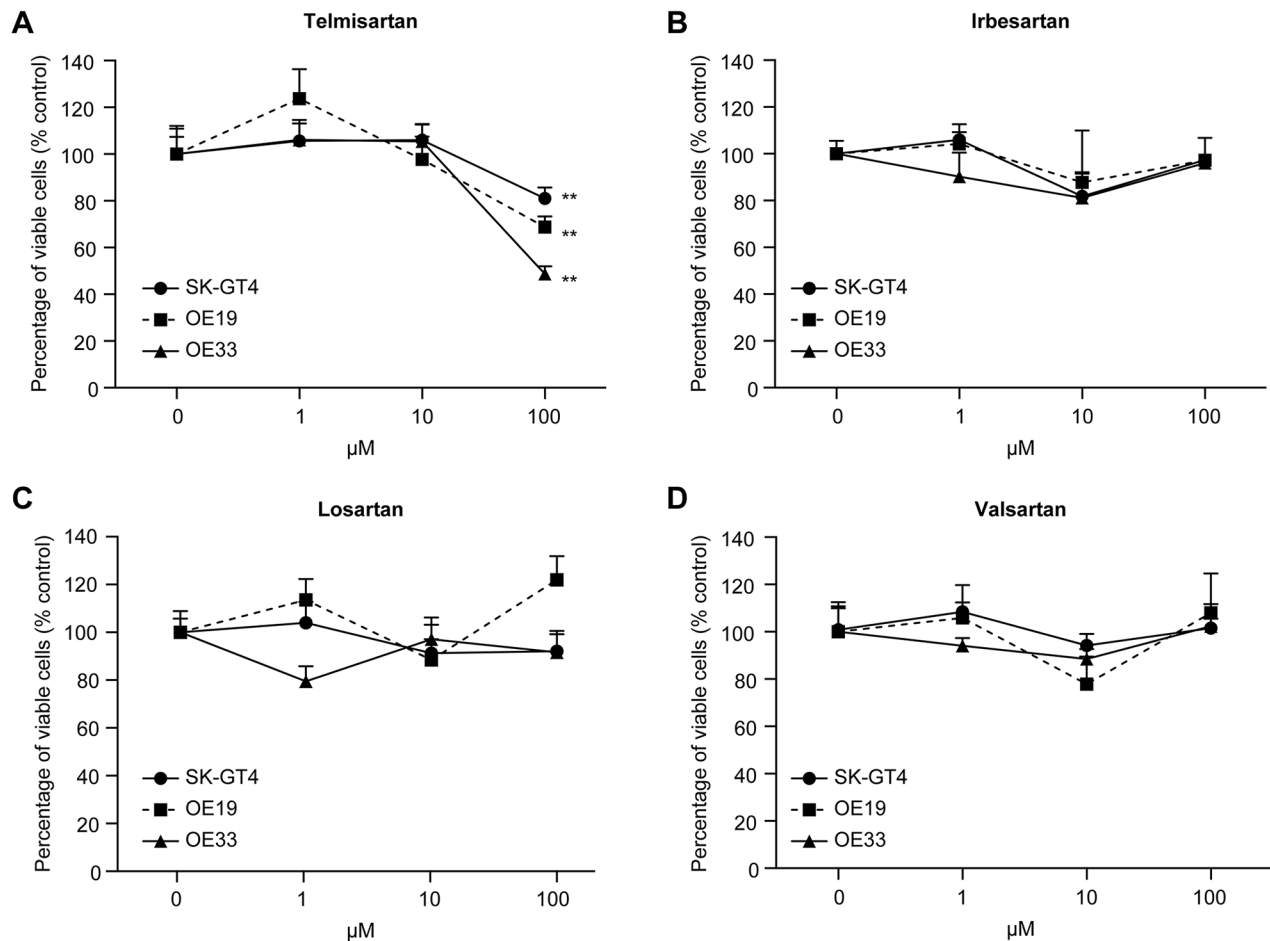 A
Telmisartan
Percentage of viable cells (% control)
140
120
100
80
60
40
20
0
**
**
**
SK-GT4
OE19
OE33
0 1 10 100
µM
B
Irbesartan
Percentage of viable cells (% control)
140
120
100
80
60
40
20
0
SK-GT4
OE19
OE33
0 1 10 100
µM
C
Losartan
Percentage of viable cells (% control)
140
120
100
80
60
40
20
0
SK-GT4
OE19
OE33
0 1 10 100
µM
D
Valsartan
Percentage of viable cells (% control)
140
120
100
80
60
40
20
0
SK-GT4
OE19
OE33
0 1 10 100
µM